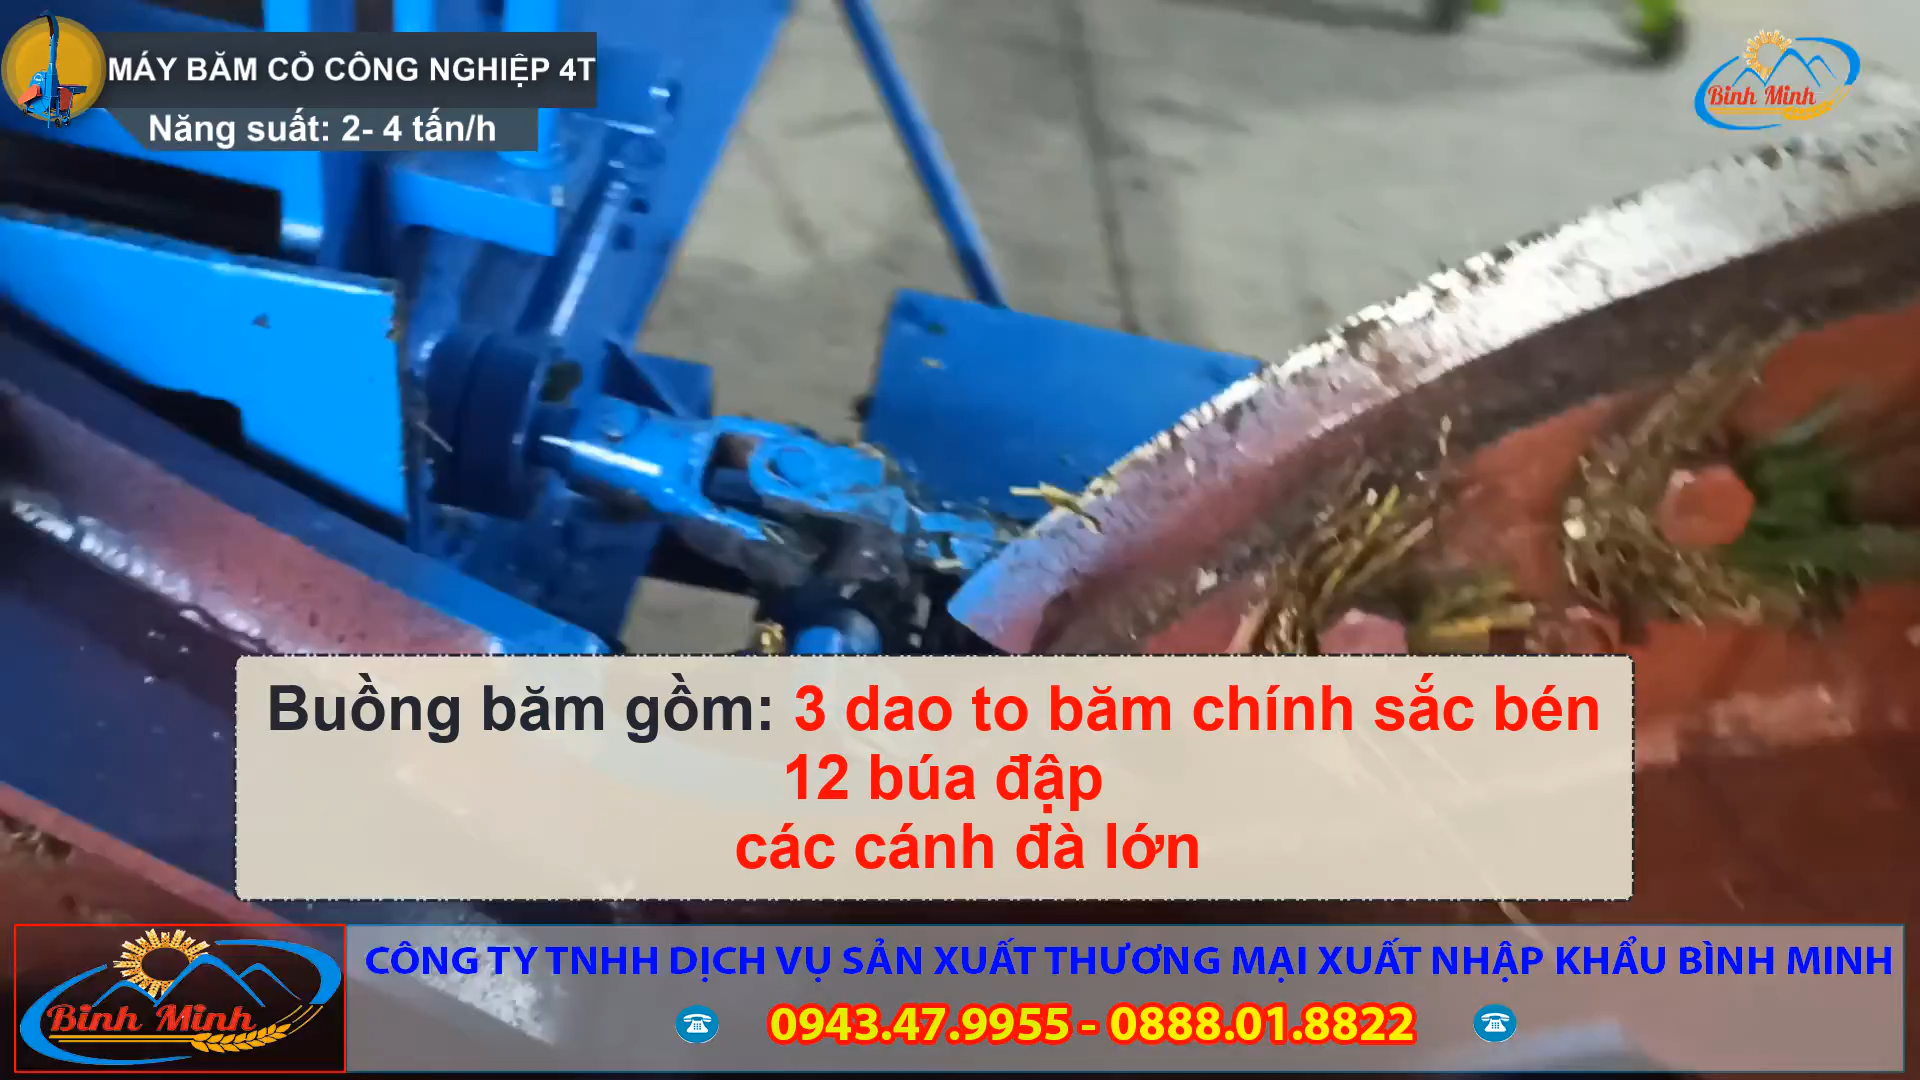 MÁY BĂM CỎ CÔNG NGHIỆP 4T
Năng suất: 2- 4 tấn/h
Binh Minh
Buồng băm gồm: 3 dao to băm chính sắc bén
12 búa đập
các cánh đà lớn
Binh Minh
CÔNG TY TNHH DỊCH VỤ SẢN XUẤT THƯƠNG MẠI XUẤT NHẬP KHẨU BÌNH MINH
0943.47.9955 - 0888.01.8822